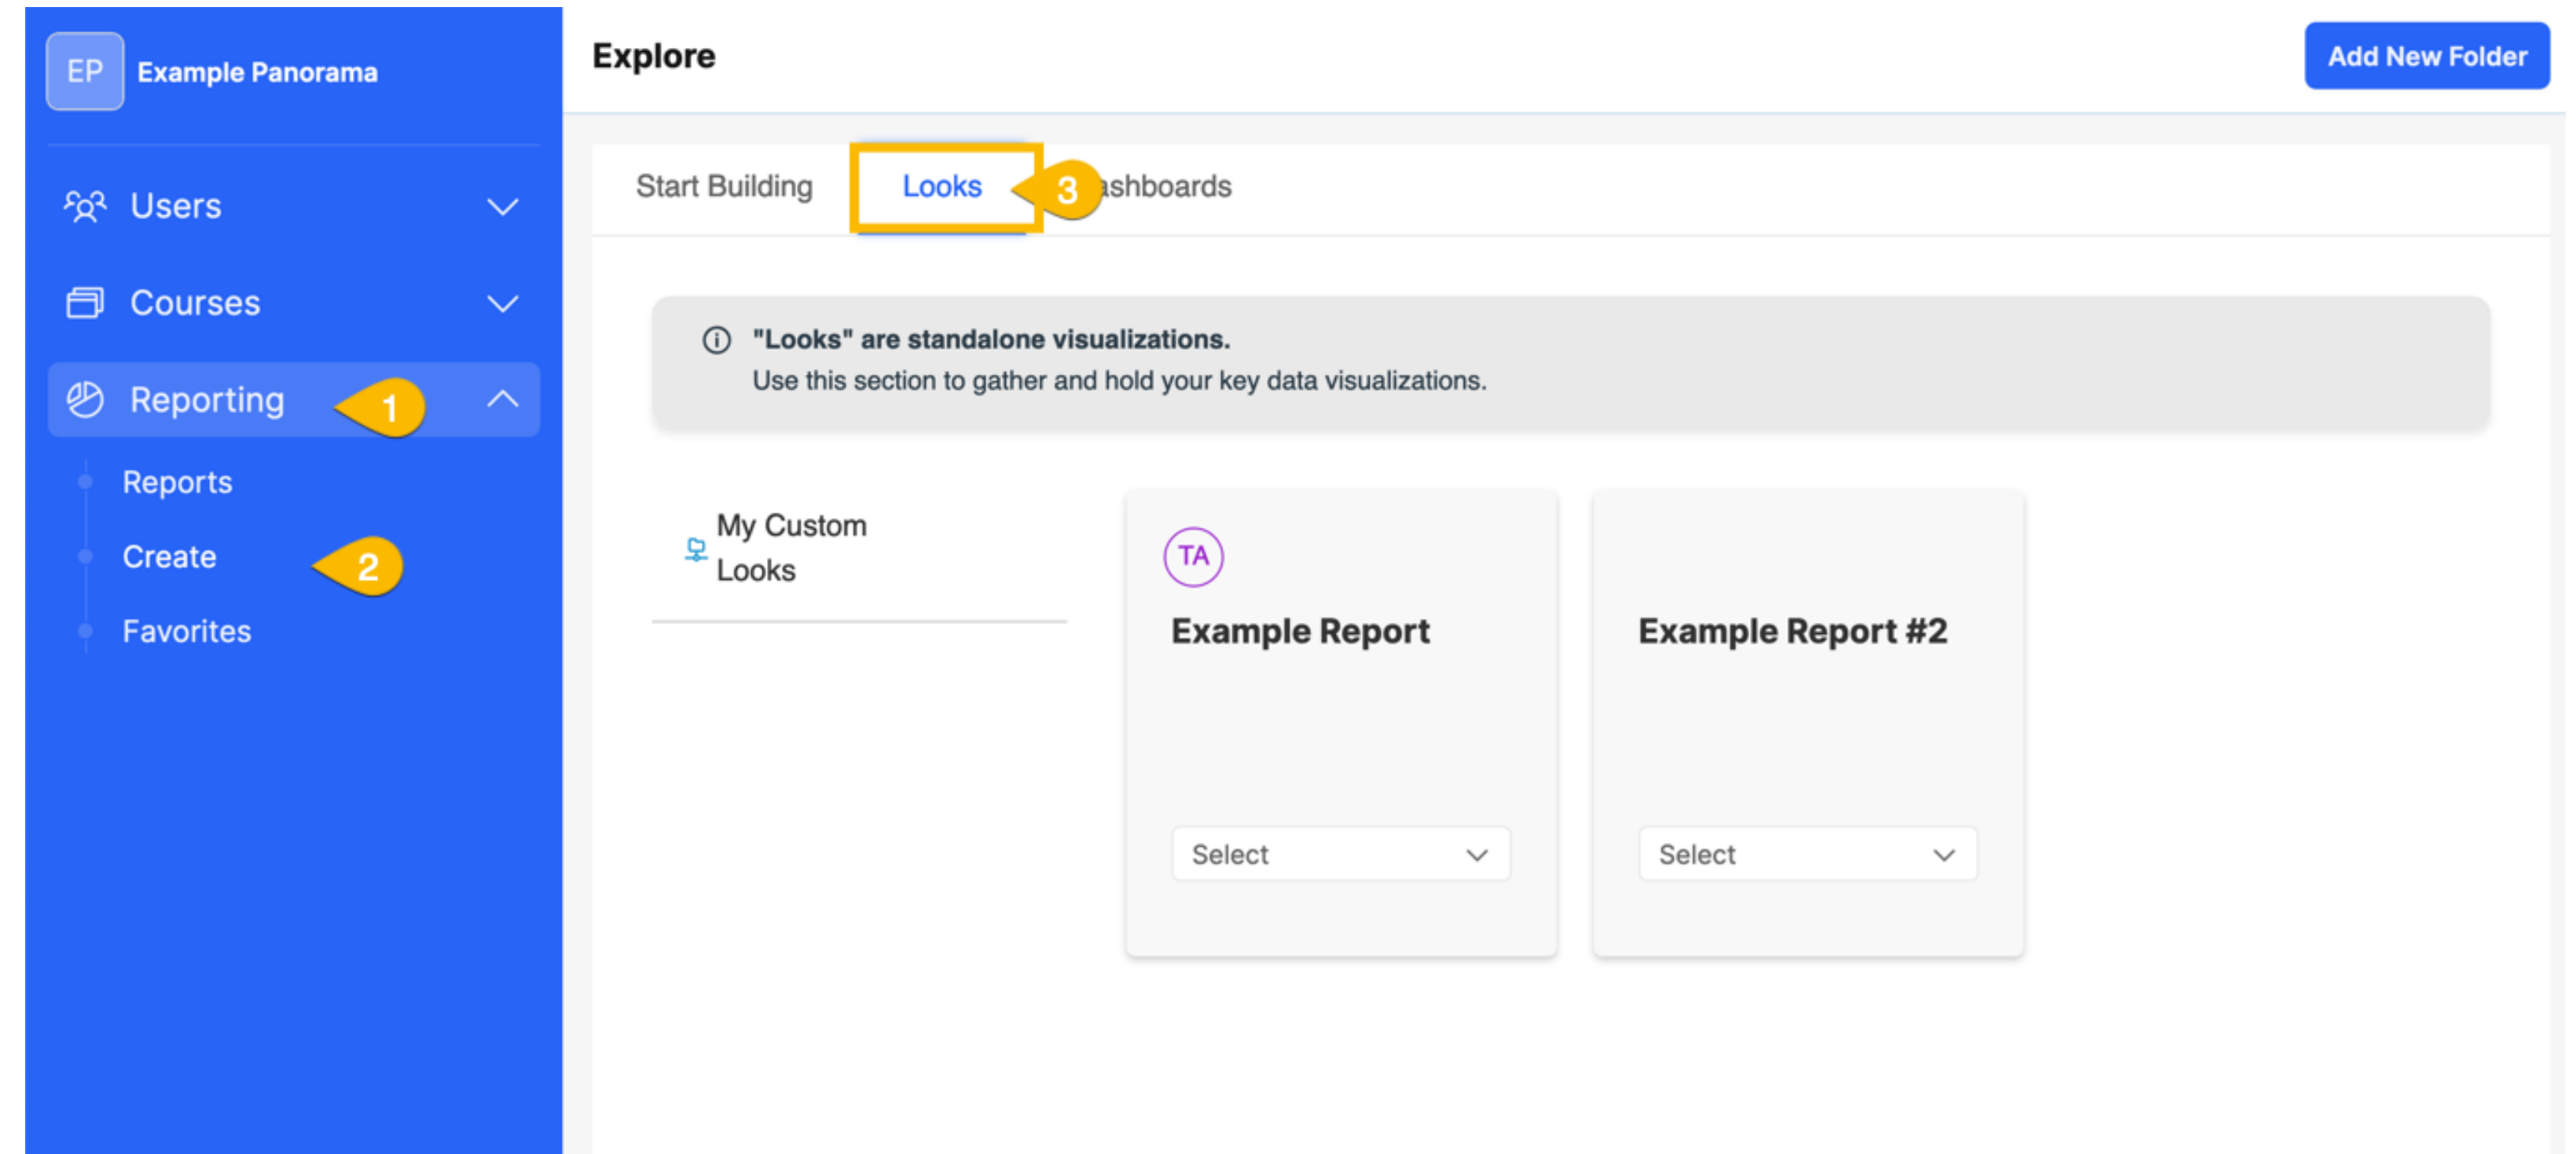 EP Example Panorama
Users
Courses
Reporting 1
Reports
Create 2
Favorites
Explore
Add New Folder
Start Building Looks 3 ashboards
"Looks" are standalone visualizations.
Use this section to gather and hold your key data visualizations.
My Custom
Looks
TA
Example Report
Select
Example Report #2
Select